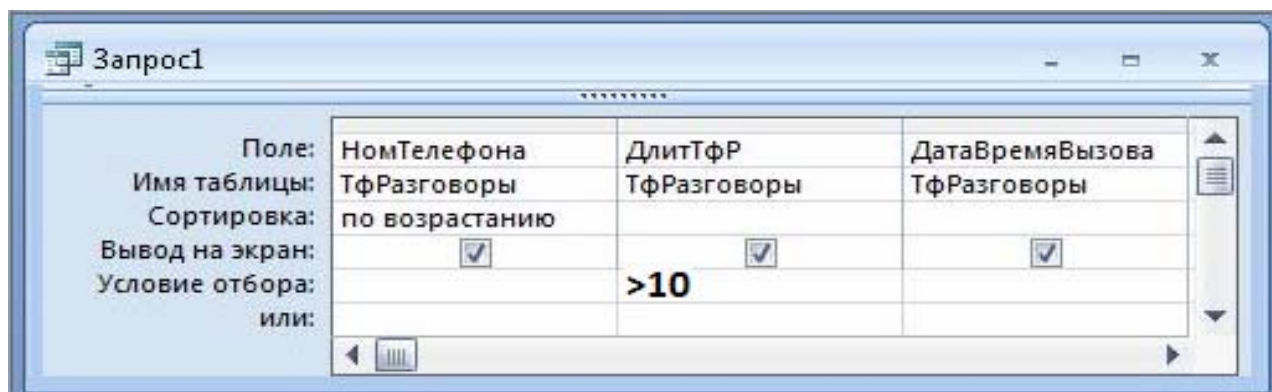 Запрос1
Поле: НомТелефона ДлитТфР ДатаВремяВызова
Имя таблицы: ТфРазговоры ТфРазговоры ТфРазговоры
Сортировка: по возрастанию
Вывод на экран:
Условие отбора: >10
или: